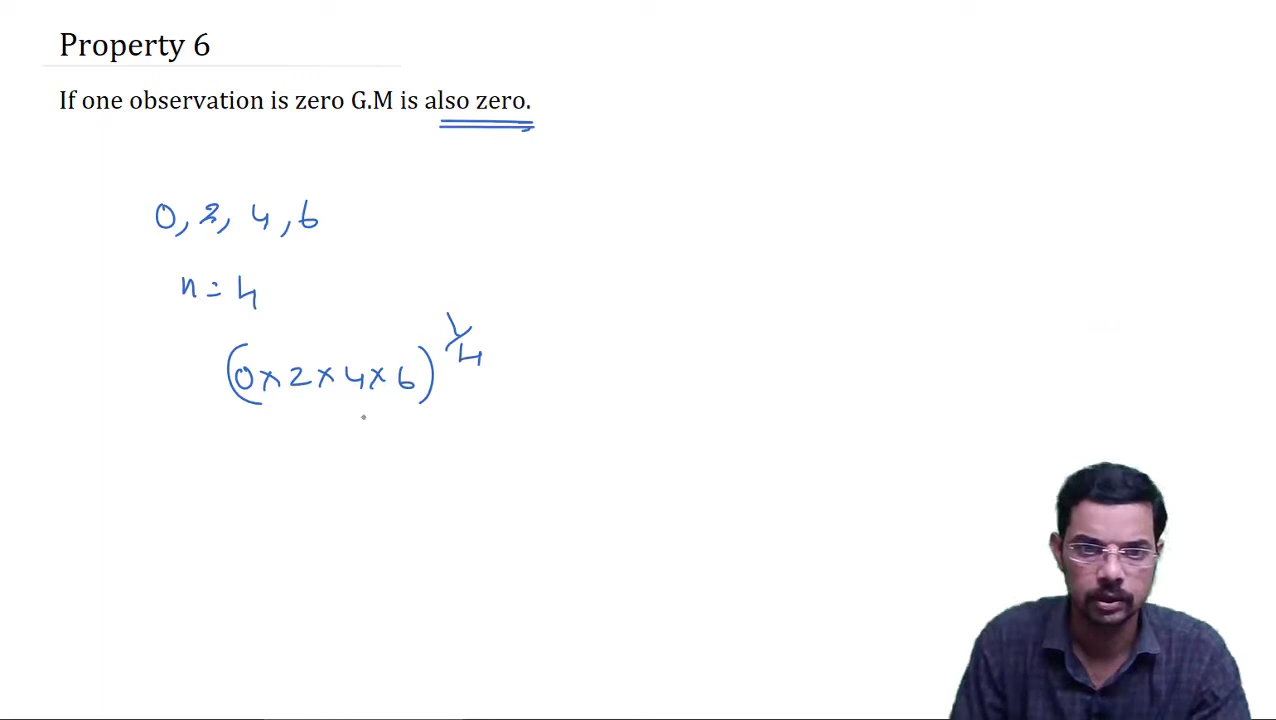 Property 6
If one observation is zero G.M is also zero.
0, 2, 4, 6
n = 4
(0 × 2 × 4 × 6)^1/4